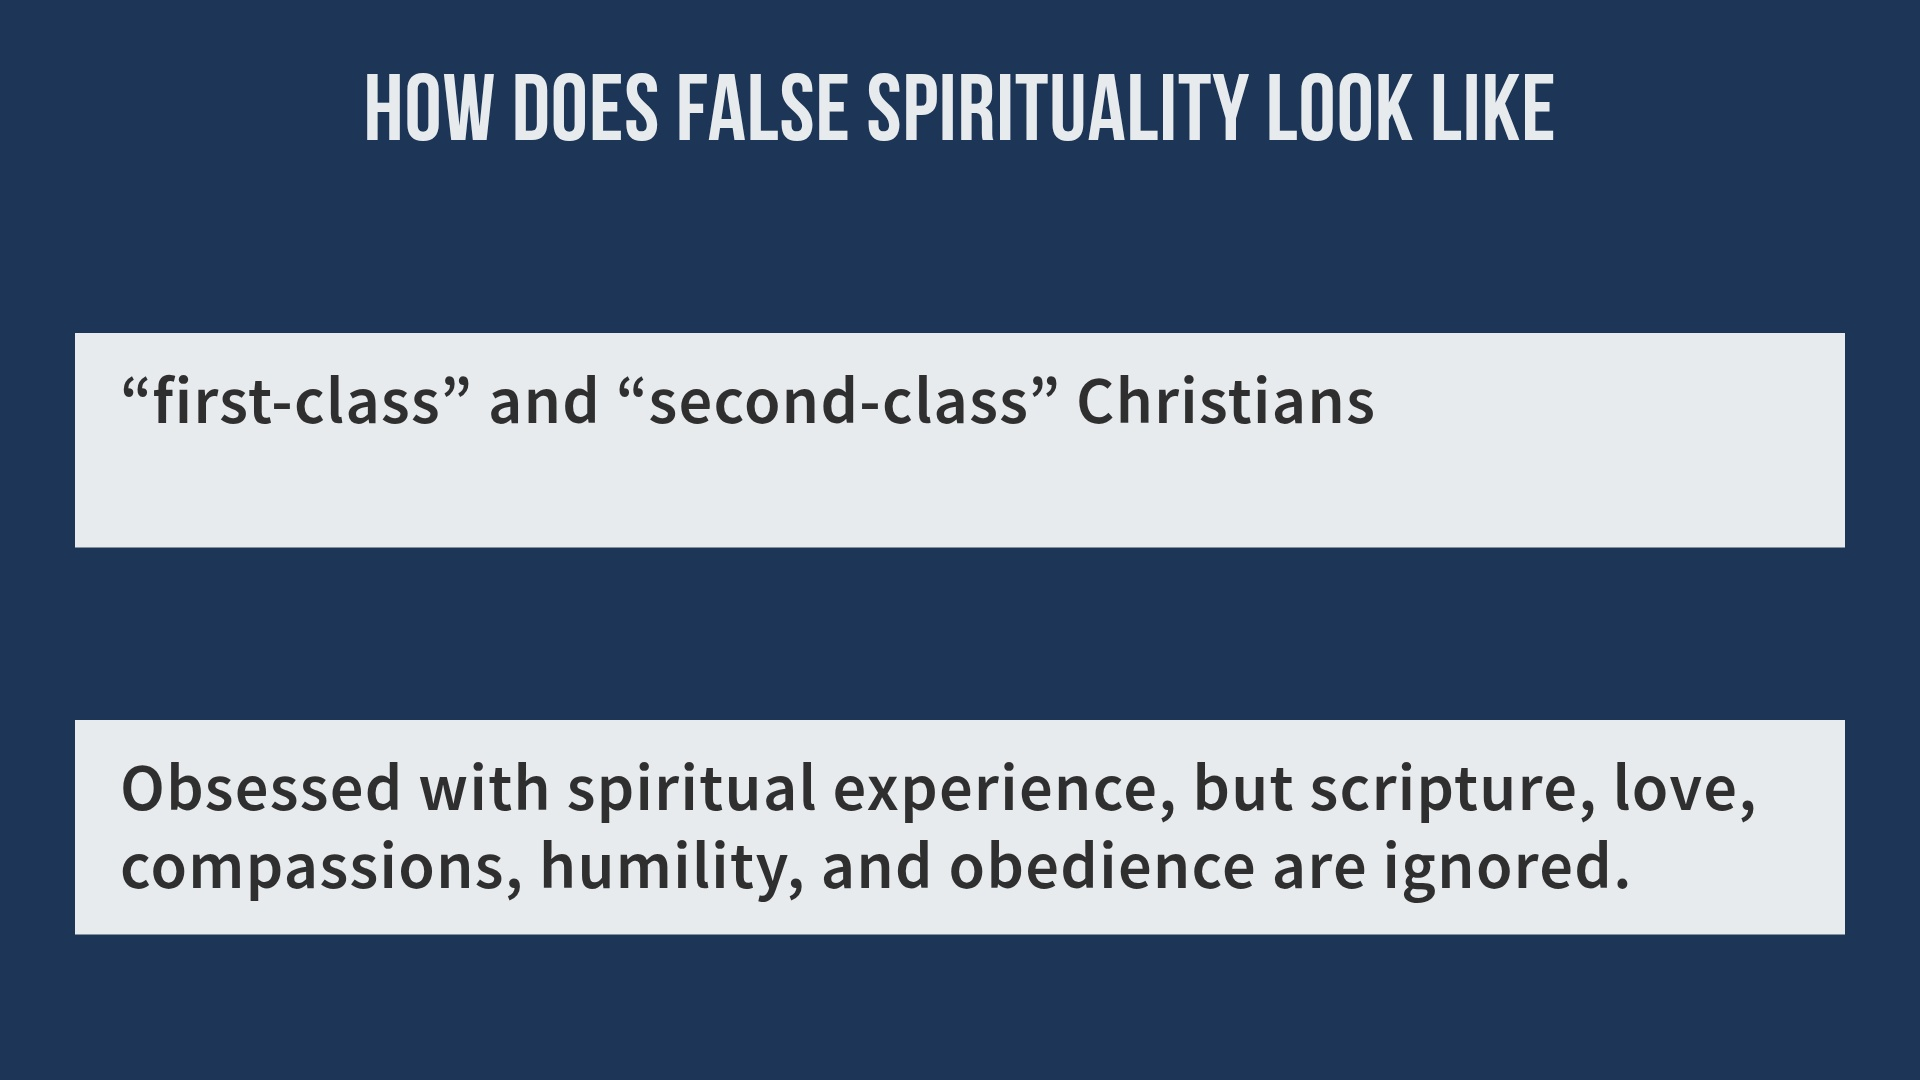 HOW DOES FALSE SPIRITUALITY LOOK LIKE
“first-class” and “second-class” Christians
Obsessed with spiritual experience, but scripture, love,
compassions, humility, and obedience are ignored.